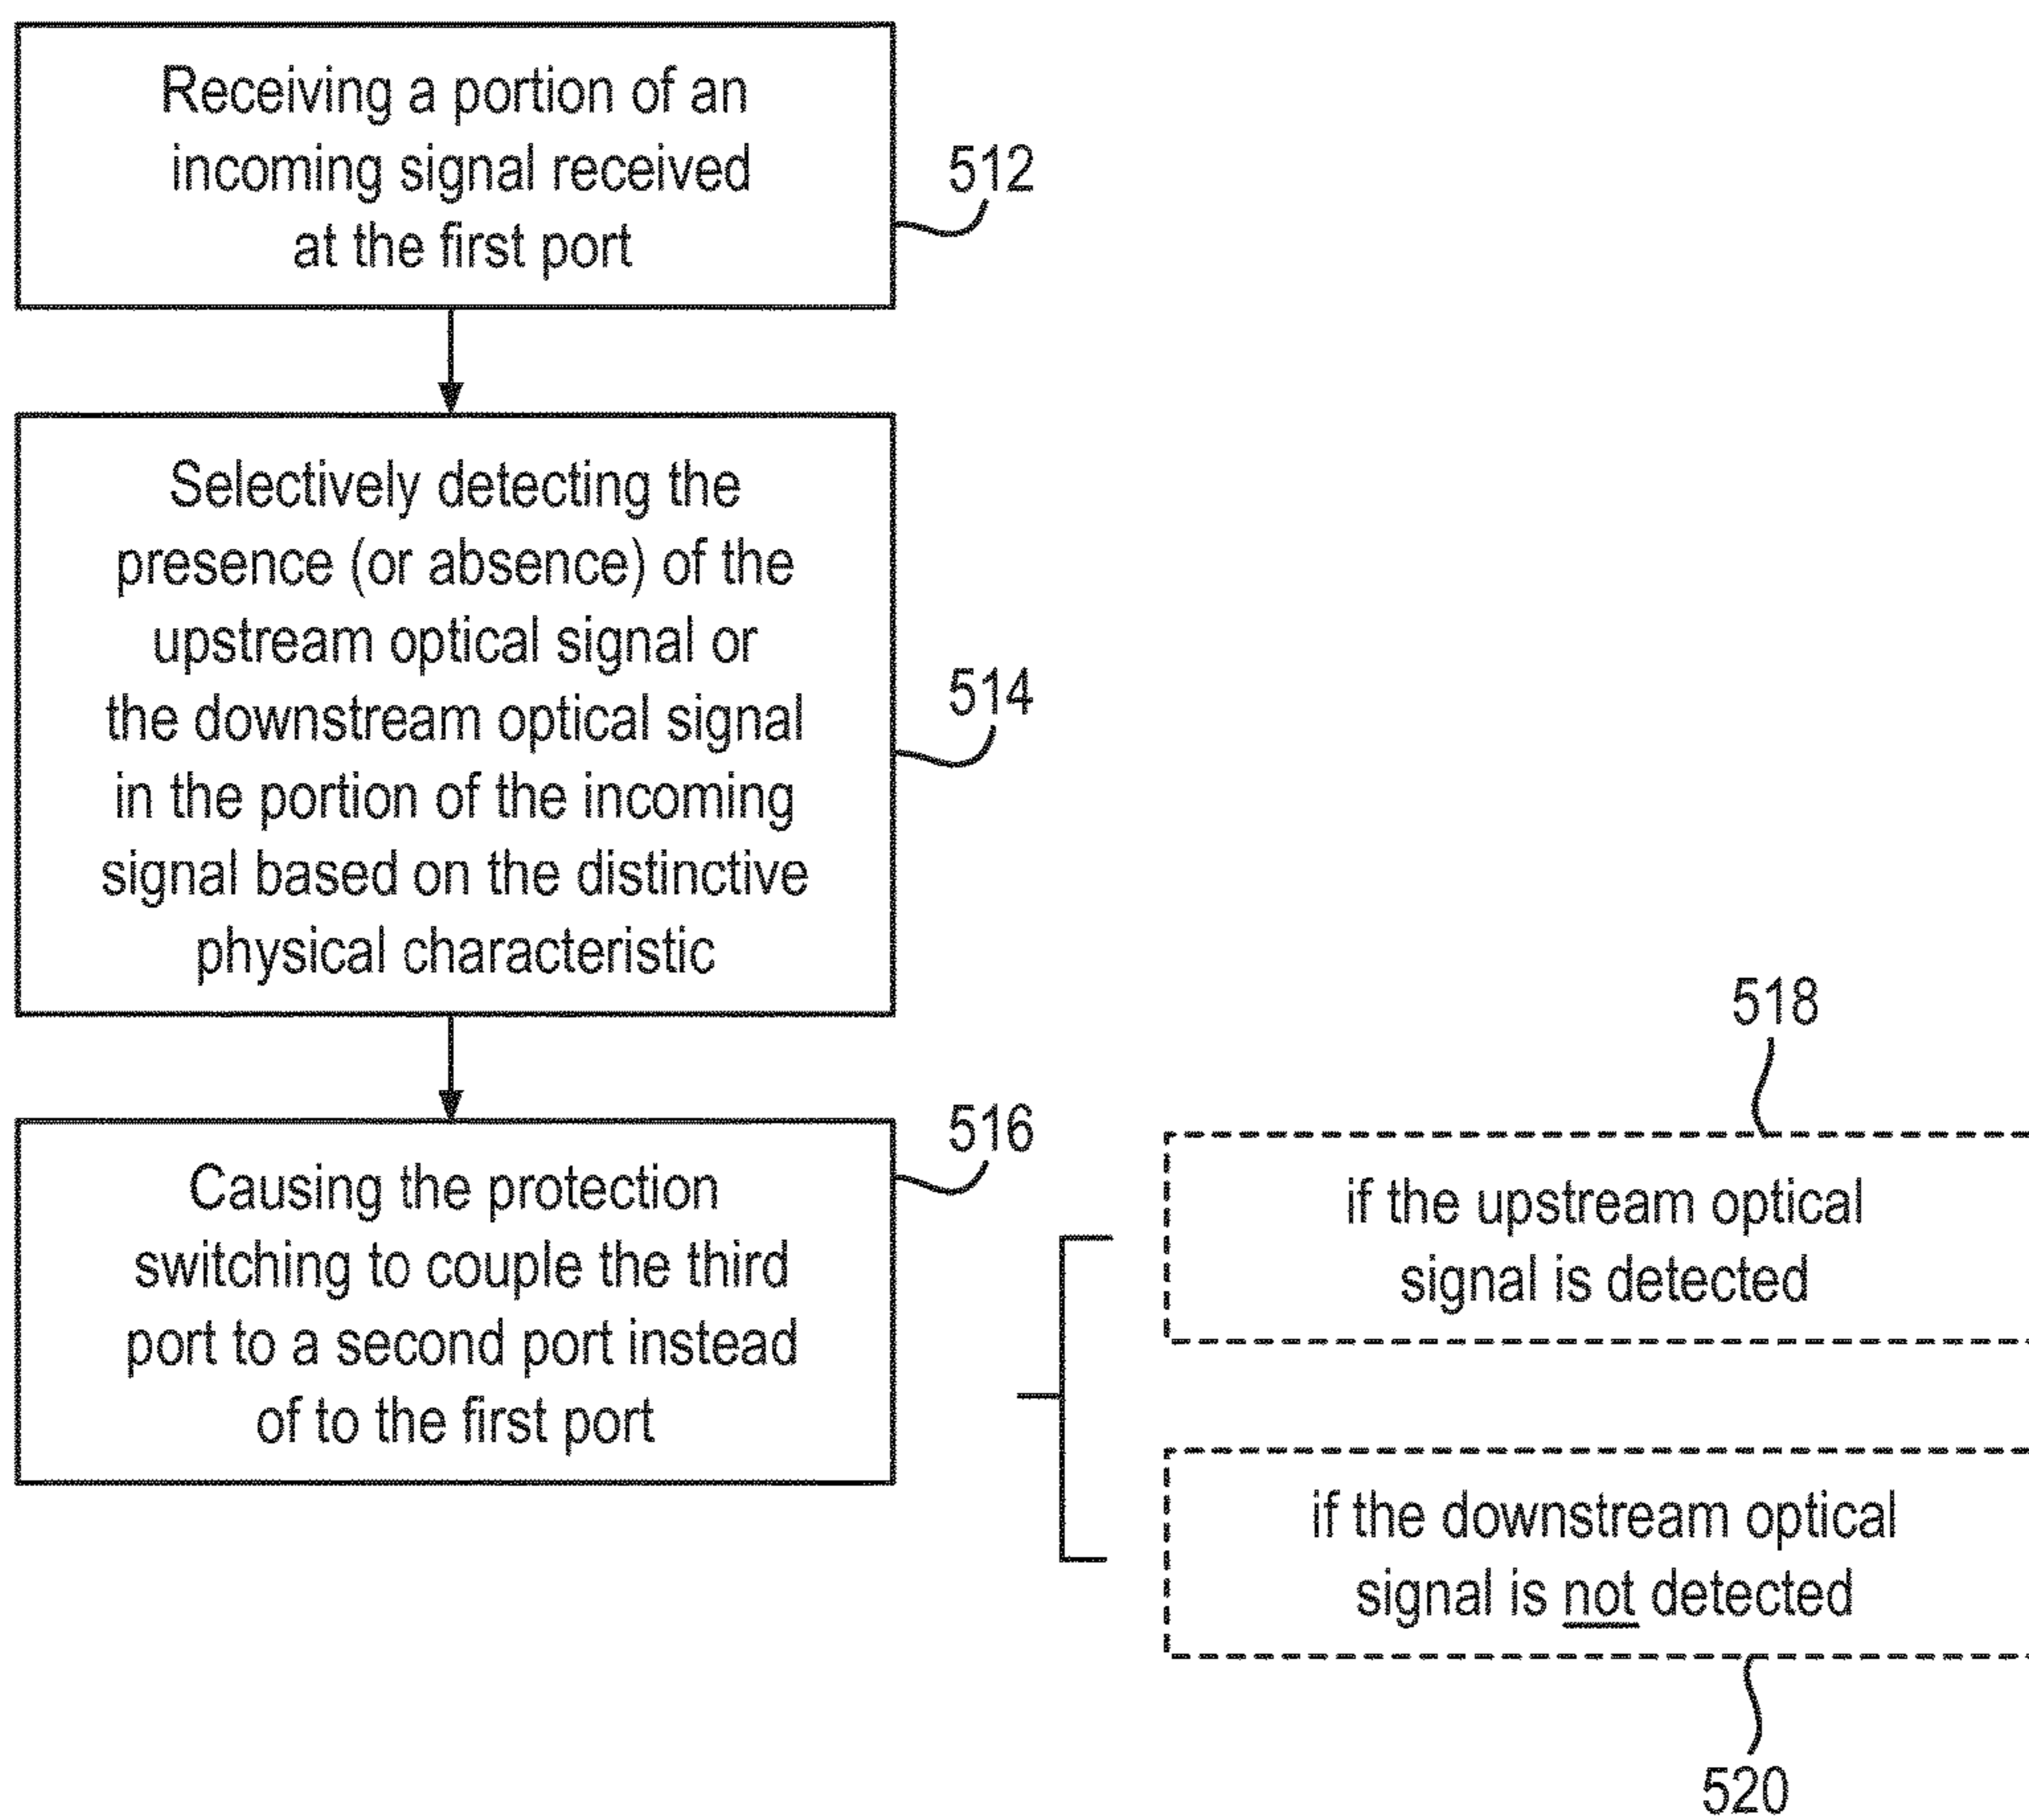 Receiving a portion of an
incoming signal received
at the first port
512
Selectively detecting the
presence (or absence) of the
upstream optical signal or
the downstream optical signal
in the portion of the incoming
signal based on the distinctive
physical characteristic
514
Causing the protection
switching to couple the third
port to a second port instead
of to the first port
516
518
if the upstream optical
signal is detected
if the downstream optical
signal is not detected
520